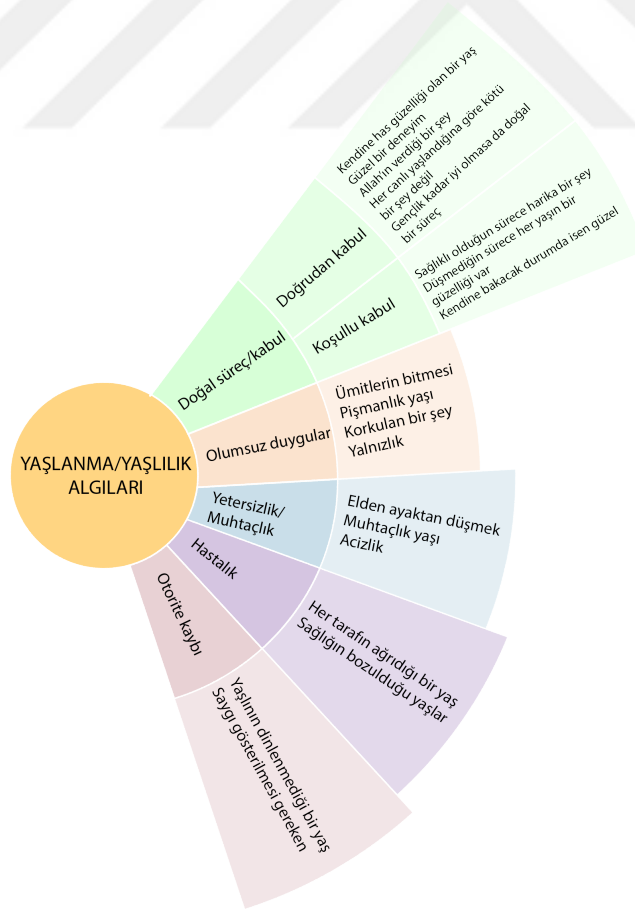 YAŞLANMA/YAŞLILIK
ALGILARI
Doğal süreç/kabul
Doğrudan kabul
Kendine has güzelliği olan bir yaş
Güzel bir deneyim
Allah'ın verdiği bir şey
Her canlı yaşlandığına göre kötü
bir şey değil
Gençlik kadar iyi olmasa da doğal
bir süreç
Koşullu kabul
Sağlıklı olduğun sürece harika bir şey
Düşmediğin sürece her yaşın bir
güzelliği var
Kendine bakacak durumda isen güzel
Olumsuz duygular
Ümitlerin bitmesi
Pişmanlık yaşı
Korkulan bir şey
Yalnızlık
Yetersizlik/
Muhtaçlık
Elden ayaktan düşmek
Muhtaçlık yaşı
Acizlik
Hastalık
Her tarafın ağrıdığı bir yaş
Sağlığın bozulduğu yaşlar
Otorite kaybı
Yaşlının dinlenmediği bir yaş
Saygı gösterilmesi gereken